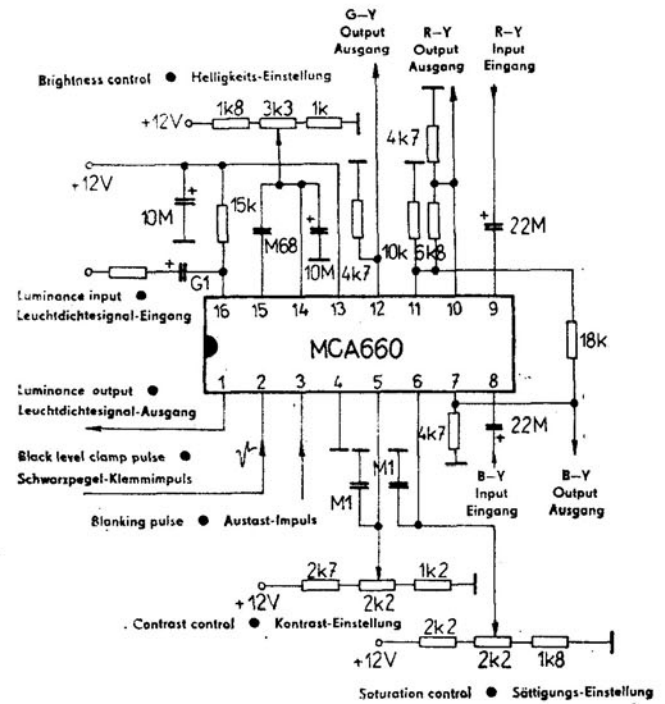 G–Y
Output
Ausgang
R–Y
Output
Ausgang
R–Y
Input
Eingang
Brightness control ● Helligkeits-Einstellung
+12V
1k8
3k3
1k
4k7
+12V
10M
15k
M68
10M
4k7
10k
6k8
22M
G1
Luminance input ●
Leuchtdichtesignal-Eingang
16 15 14 13 12 11 10 9
MCA660
18k
1 2 3 4 5 6 7 8
Luminance output ●
Leuchtdichtesignal-Ausgang
4k7
22M
Black level clamp pulse ●
Schwarzpegel-Klemmimpuls
M1
M1
B–Y
Input
Eingang
B–Y
Output
Ausgang
Blanking pulse ● Austast-Impuls
2k7
1k2
+12V
2k2
Contrast control ● Kontrast-Einstellung
2k2
+12V
2k2
1k8
Saturation control ● Sättigungs-Einstellung